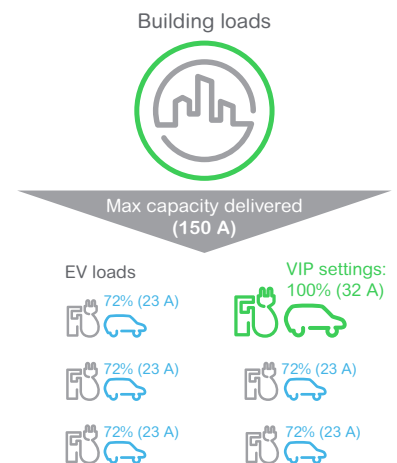 Building loads
Max capacity delivered
(150 A)
EV loads
VIP settings:
100% (32 A)
72% (23 A)
72% (23 A)
72% (23 A)
72% (23 A)
72% (23 A)